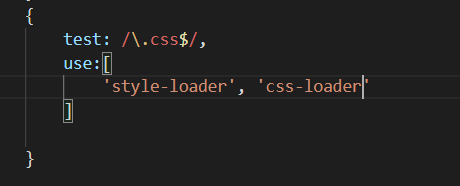 {
test: /\.css$/,
use:[
'style-loader', 'css-loader'
]
}